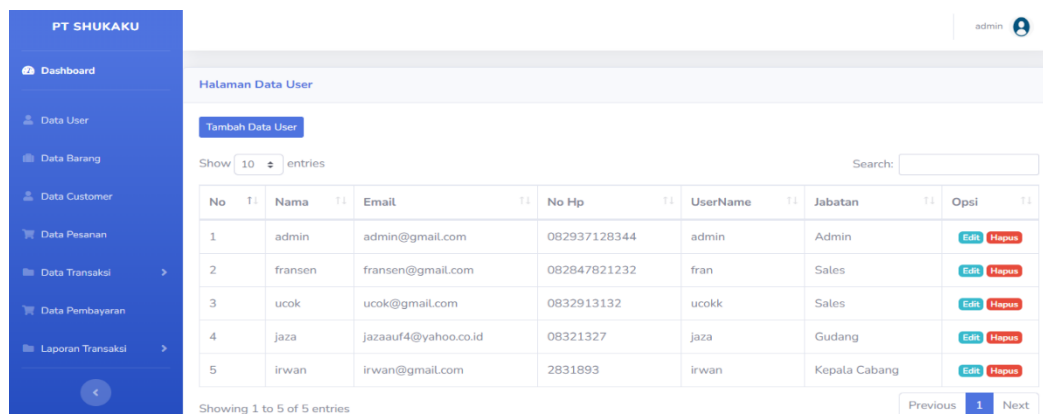 PT SHUKAKU
admin
Dashboard
Halaman Data User
Data User
Data Barang
Data Customer
Data Pesanan
Data Transaksi
Data Pembayaran
Laporan Transaksi
Tambah Data User
Show 10 entries
Search:
No Nama Email No Hp UserName Jabatan Opsi
1 admin admin@gmail.com 082937128344 admin Admin Edit Hapus
2 fransen fransen@gmail.com 082847821232 fran Sales Edit Hapus
3 ucok ucok@gmail.com 0832913132 ucokk Sales Edit Hapus
4 jaza jazaauf4@yahoo.co.id 08321327 jaza Gudang Edit Hapus
5 irwan irwan@gmail.com 2831893 irwan Kepala Cabang Edit Hapus
Showing 1 to 5 of 5 entries
Previous 1 Next